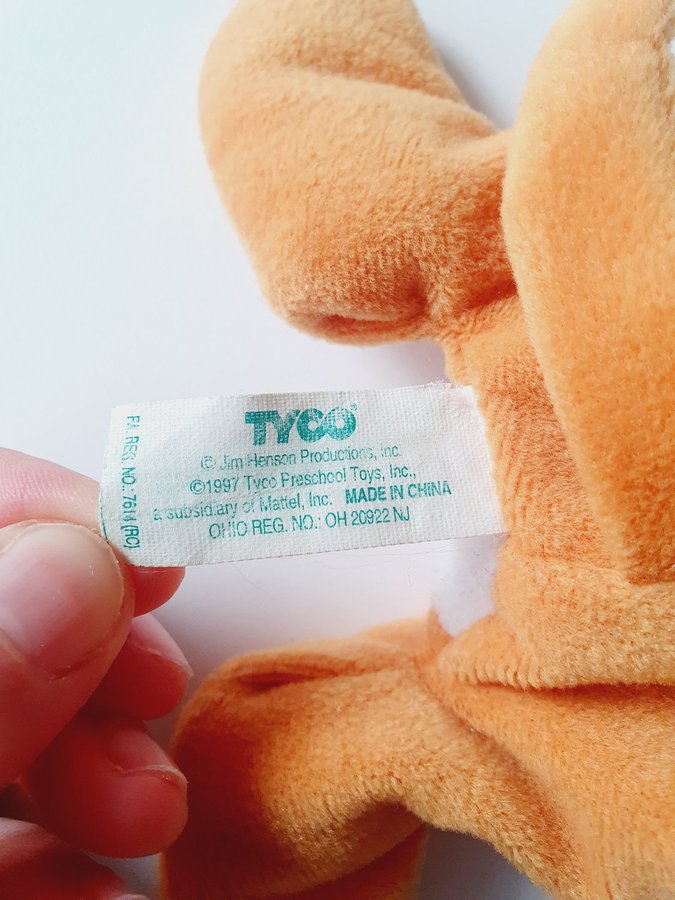 TYCO®
© Jim Henson Productions, Inc.
©1997 Tyco Preschool Toys, Inc.,
a subsidiary of Mattel, Inc. MADE IN CHINA
OHIO REG. NO.: OH 20922 NJ
PA. REG. NO.: 7614 (RC)